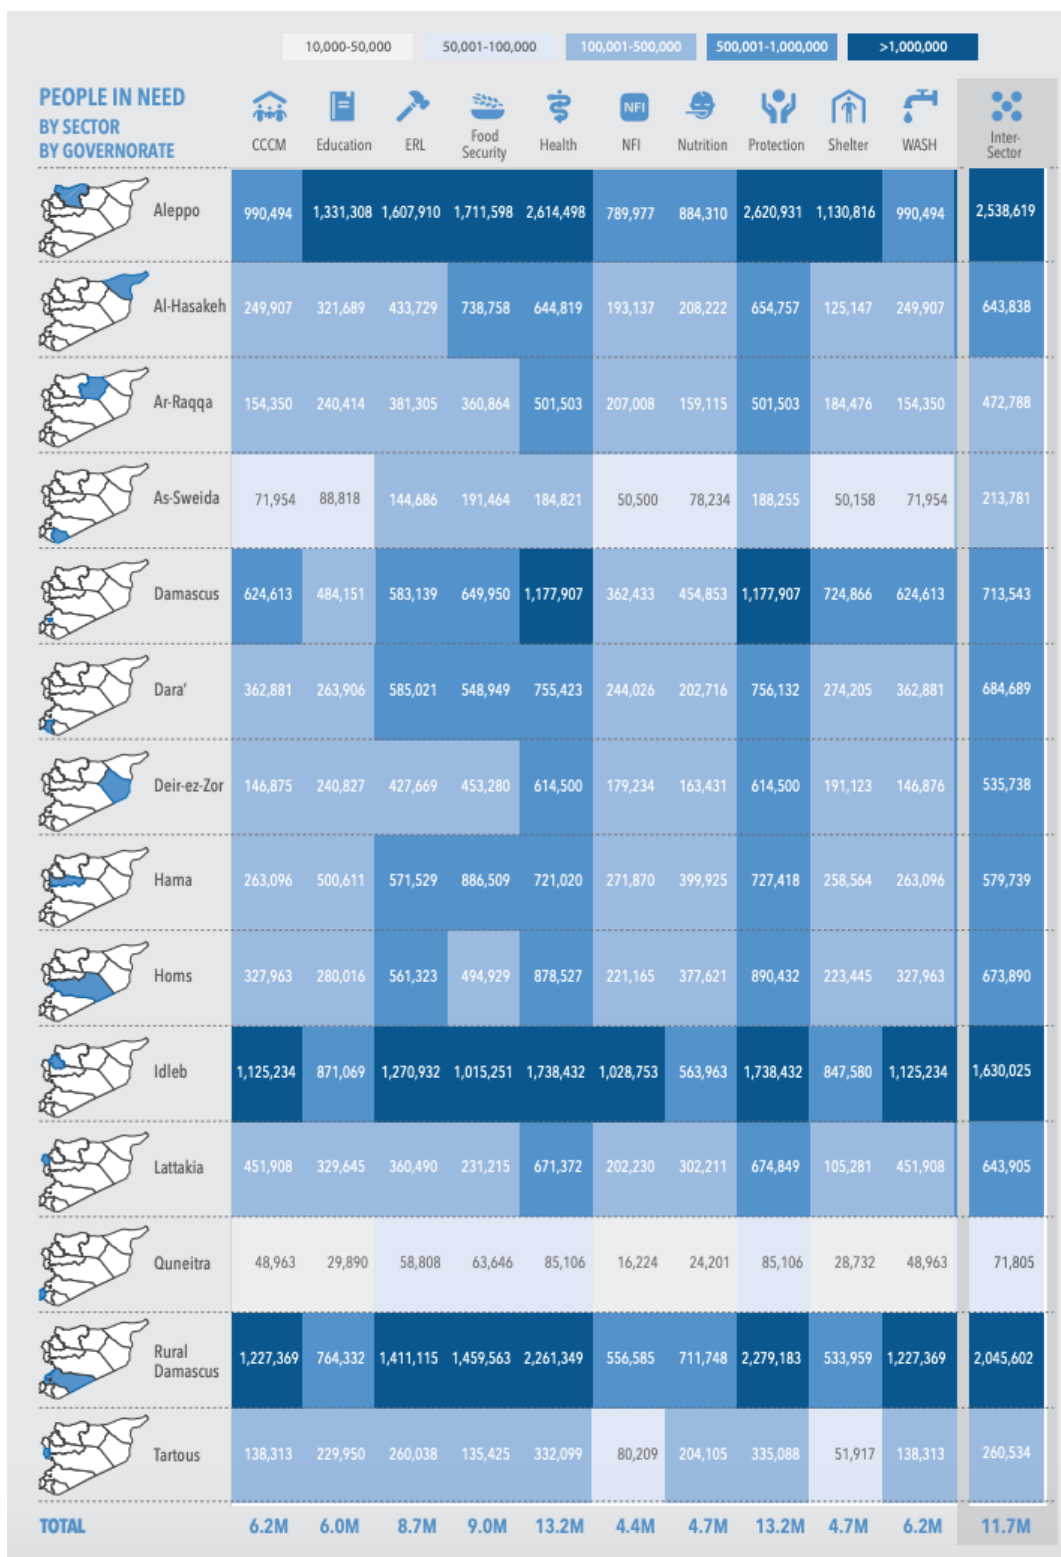 10,000-50,000 50,001-100,000 100,001-500,000 500,001-1,000,000 >1,000,000
PEOPLE IN NEED
BY SECTOR
BY GOVERNORATE
CCCM Education ERL Food Security Health NFI NFI Nutrition Protection Shelter WASH Inter-Sector
Aleppo 990,494 1,331,308 1,607,910 1,711,598 2,614,498 789,977 884,310 2,620,931 1,130,816 990,494 2,538,619
Al-Hasakeh 249,907 321,689 433,729 738,758 644,819 193,137 208,222 654,757 125,147 249,907 643,838
Ar-Raqqa 154,350 240,414 381,305 360,864 501,503 207,008 159,115 501,503 184,476 154,350 472,788
As-Sweida 71,954 88,818 144,686 191,464 184,821 50,500 78,234 188,255 50,158 71,954 213,781
Damascus 624,613 484,151 583,139 649,950 1,177,907 362,433 454,853 1,177,907 724,866 624,613 713,543
Dara' 362,881 263,906 585,021 548,949 755,423 244,026 202,716 756,132 274,205 362,881 684,689
Deir-ez-Zor 146,875 240,827 427,669 453,280 614,500 179,234 163,431 614,500 191,123 146,876 535,738
Hama 263,096 500,611 571,529 886,509 721,020 271,870 399,925 727,418 258,564 263,096 579,739
Homs 327,963 280,016 561,323 494,929 878,527 221,165 377,621 890,432 223,445 327,963 673,890
Idleb 1,125,234 871,069 1,270,932 1,015,251 1,738,432 1,028,753 563,963 1,738,432 847,580 1,125,234 1,630,025
Lattakia 451,908 329,645 360,490 231,215 671,372 202,230 302,211 674,849 105,281 451,908 643,905
Quneitra 48,963 29,890 58,808 63,646 85,106 16,224 24,201 85,106 28,732 48,963 71,805
Rural Damascus 1,227,369 764,332 1,411,115 1,459,563 2,261,349 556,585 711,748 2,279,183 533,959 1,227,369 2,045,602
Tartous 138,313 229,950 260,038 135,425 332,099 80,209 204,105 335,088 51,917 138,313 260,534
TOTAL 6.2M 6.0M 8.7M 9.0M 13.2M 4.4M 4.7M 13.2M 4.7M 6.2M 11.7M